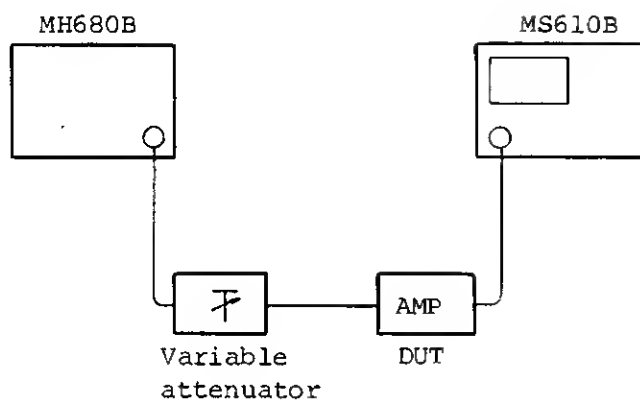 MH680B
MS610B
AMP
Variable
attenuator
DUT